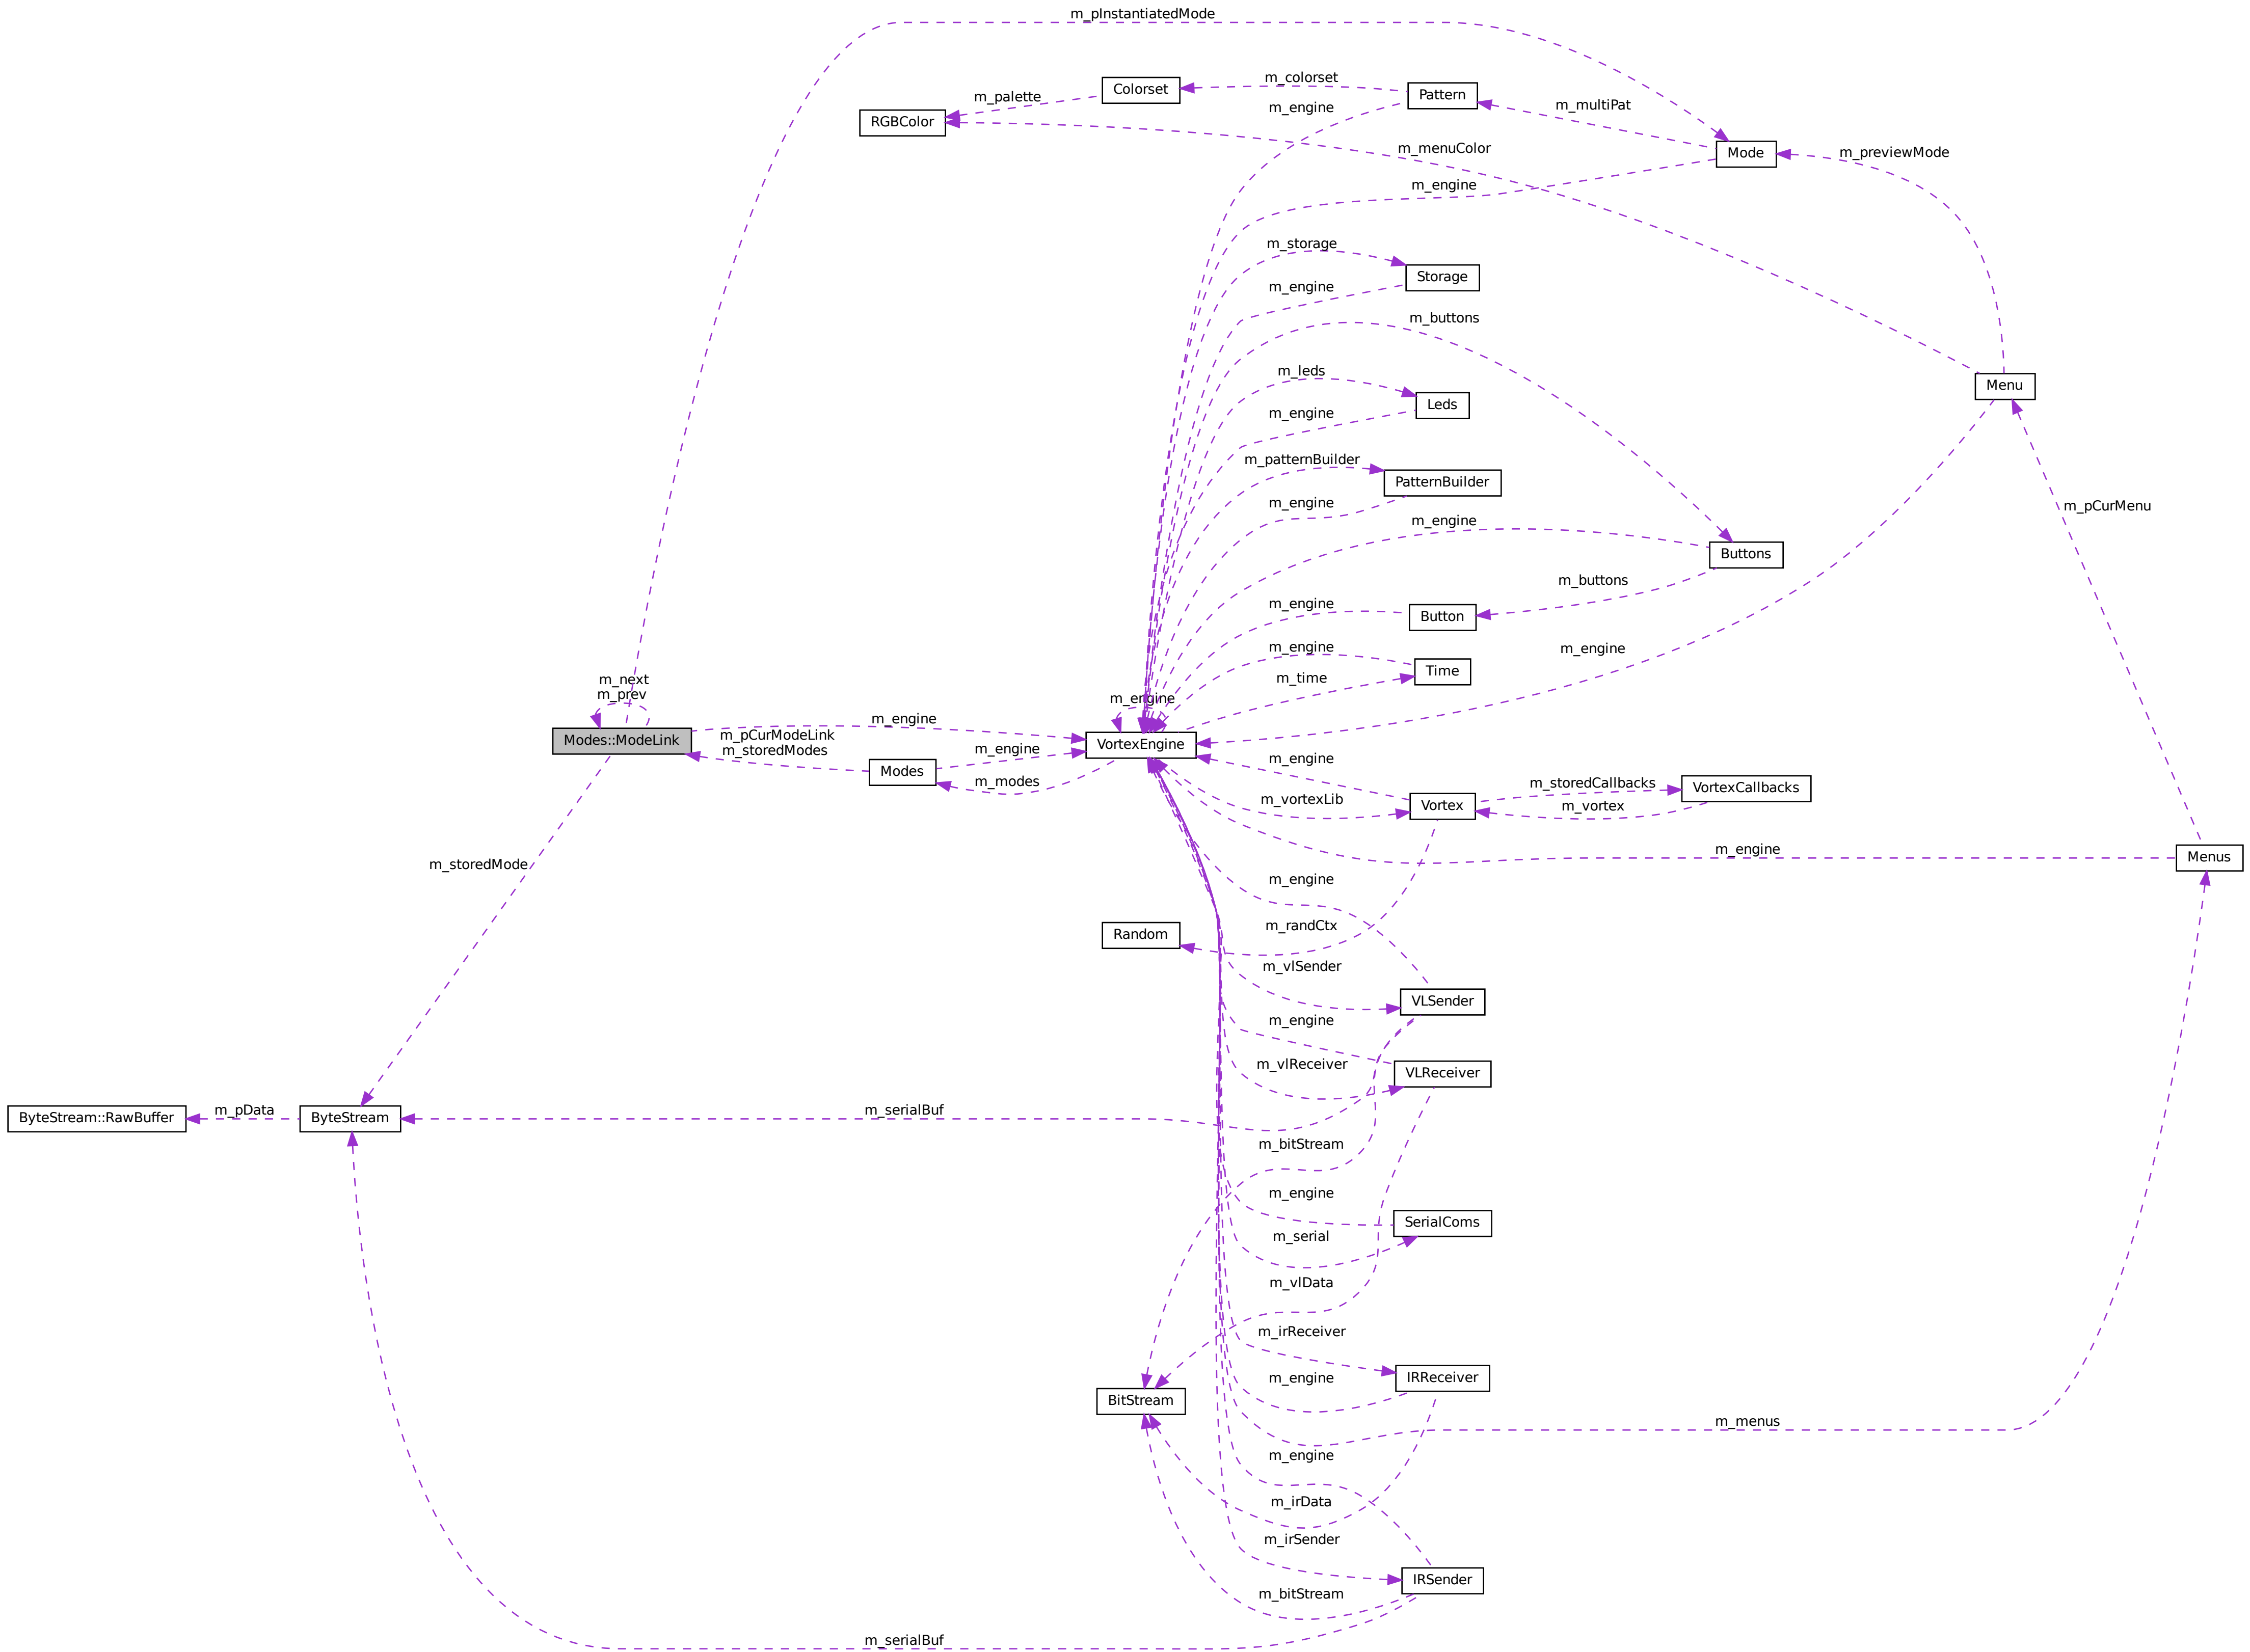 m_pInstantiatedMode
m_colorset
Colorset
Pattern
m_palette
m_multiPat
m_engine
RGBColor
m_menuColor
Mode
m_previewMode
m_engine
m_storage
Storage
m_engine
m_buttons
m_leds
Menu
Leds
m_engine
m_patternBuilder
PatternBuilder
m_engine
m_pCurMenu
m_engine
Buttons
m_buttons
m_engine
Button
m_engine
m_engine
Time
m_time
m_next
m_prev
m_engine
m_engine
Modes::ModeLink
m_pCurModeLink
m_storedModes
m_engine
VortexEngine
m_engine
Modes
m_modes
m_storedCallbacks
VortexCallbacks
m_vortexLib
Vortex
m_vortex
m_engine
Menus
m_storedMode
m_engine
m_randCtx
Random
m_vlSender
VLSender
m_engine
m_vlReceiver
VLReceiver
m_pData
m_serialBuf
ByteStream::RawBuffer
ByteStream
m_bitStream
m_engine
SerialComs
m_serial
m_vlData
m_irReceiver
IRReceiver
m_engine
BitStream
m_menus
m_engine
m_irData
m_irSender
IRSender
m_bitStream
m_serialBuf